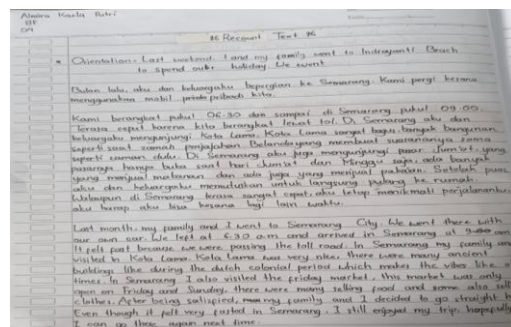 Almira Kaela Putri
8F
04
Recount Text
Orientation. Last weekend, I and my family went to Indrayanti Beach
to spend our holiday. We went
Bulan lalu, aku dan keluargaku bepergian ke Semarang. Kami pergi kesana
menggunakan mobil pribadi kita.
Kami berangkat pukul 06.30 dan sampai di Semarang pukul 09.00.
Terasa cepat karena kita berangkat lewat tol. Di Semarang aku dan
keluargaku mengunjungi Kota Lama. Kota Lama sangat bagus, banyak bangunan
seperti saat zaman penjajahan Belanda yang membuat suasananya sama
seperti zaman dulu. Di Semarang aku juga mengunjungi pasar Jum'at, yang
pasarnya hanya buka saat hari Jum'at dan Minggu saja, ada banyak
yang menjual makanan dan ada juga yang menjual pakaian. Setelah puas
aku dan keluargaku memutuskan untuk langsung pulang ke rumah.
Walaupun di Semarang terasa sangat cepat, aku tetap menikmati perjalananku,
aku harap aku bisa kesana lagi lain waktu.
Last month, my family and I went to Semarang City. We went there with
our own car. We left at 6.30 a.m and arrived in Semarang at 9 a.m
It felt fast because we were passing the toll road. In Semarang my family and
visited in Kota Lama. Kota Lama was very nice, there were many ancient
buildings like during the dutch colonial period which makes the vibes like a
times. In Semarang I also visited the friday market, this market was only
open on Friday and Sunday, there were many selling food and some also sell
clothes. After being satisfied, my family and I decided to go straight h
Even though it felt very fasted in Semarang, I still enjoyed my trip, hopefully
I can go there again next time.